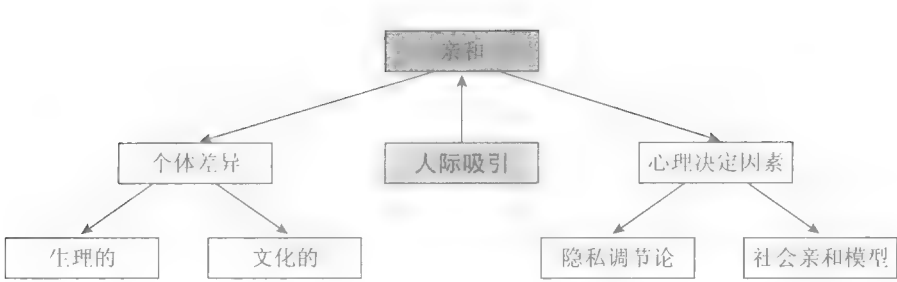 亲和
个体差异
人际吸引
心理决定因素
生理的
文化的
隐私调节论
社会亲和模型